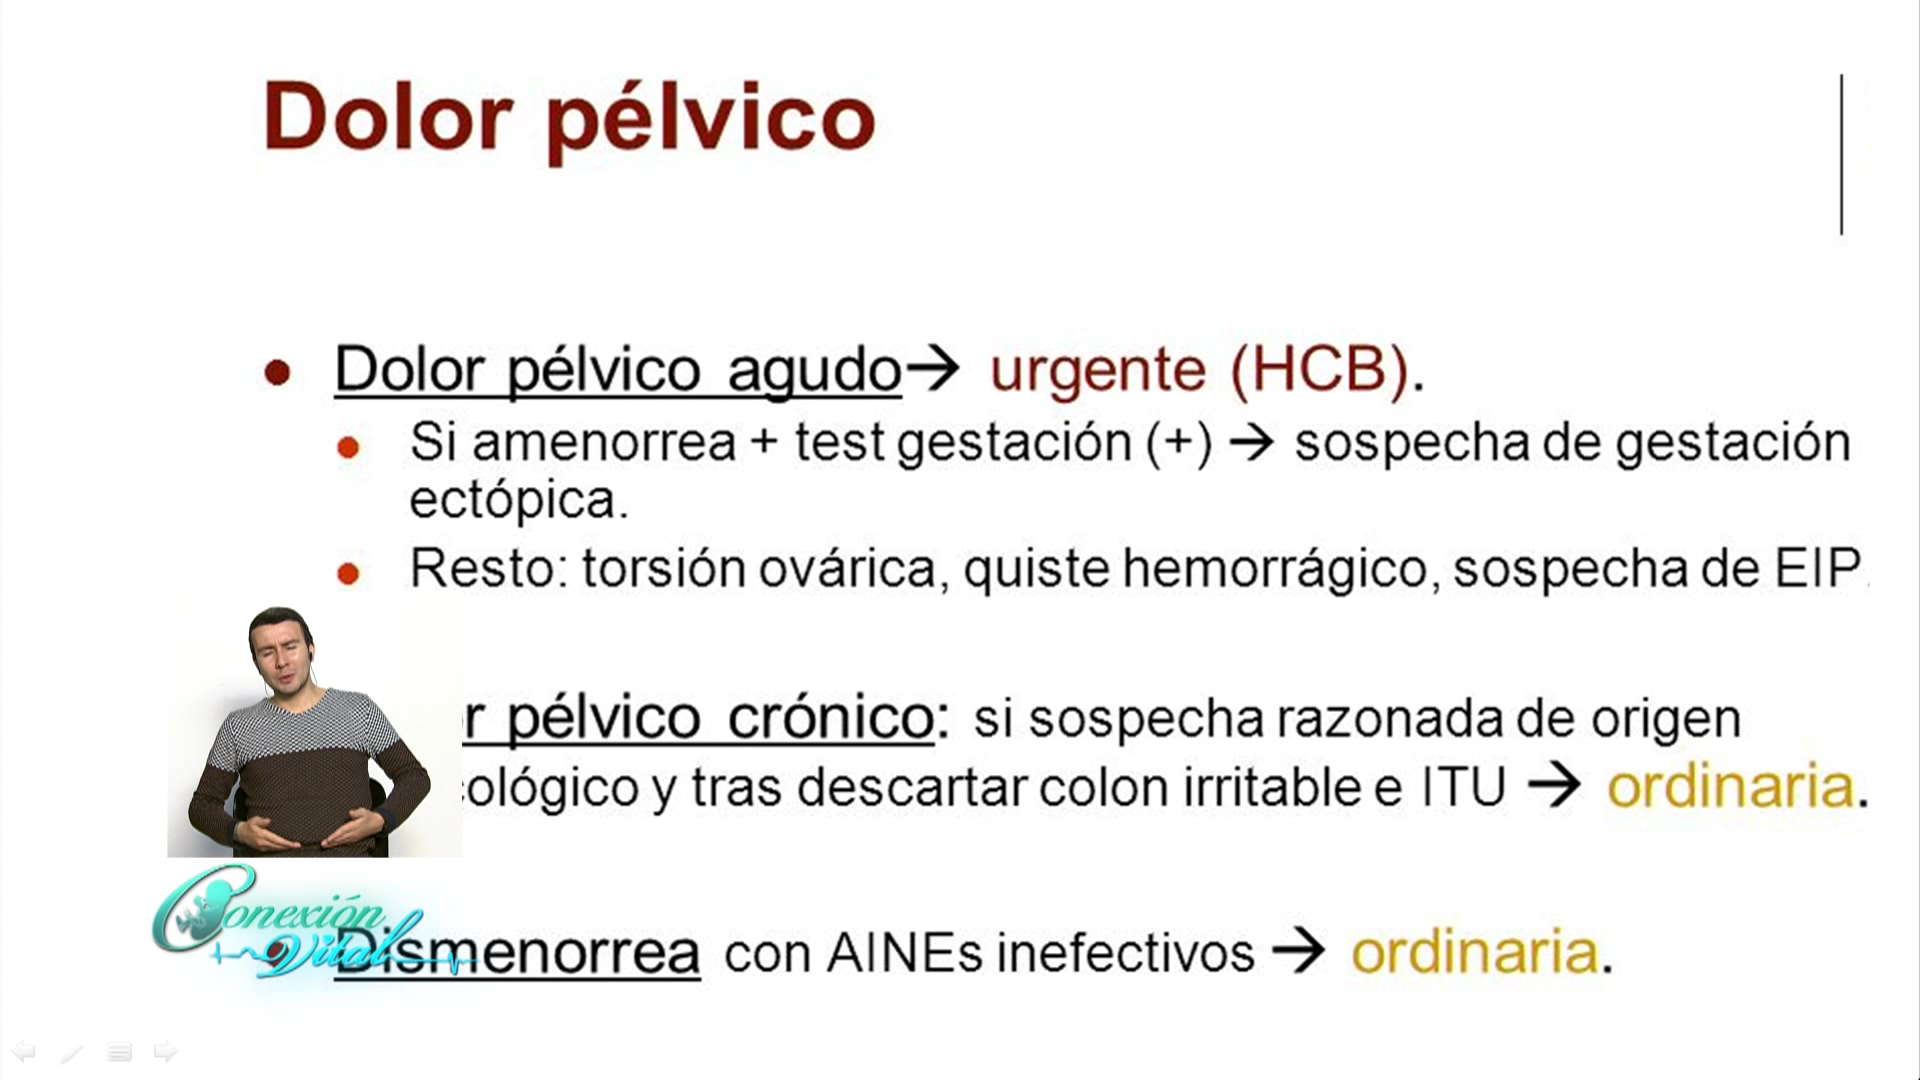 Dolor pélvico
Dolor pélvico agudo→ urgente (HCB).
Si amenorrea + test gestación (+) → sospecha de gestación
ectópica.
Resto: torsión ovárica, quiste hemorrágico, sospecha de EIP.
pélvico crónico: si sospecha razonada de origen
y tras descartar colon irritable e ITU → ordinaria.
Conexión
Vital
Dismenorrea con AINEs inefectivos → ordinaria.